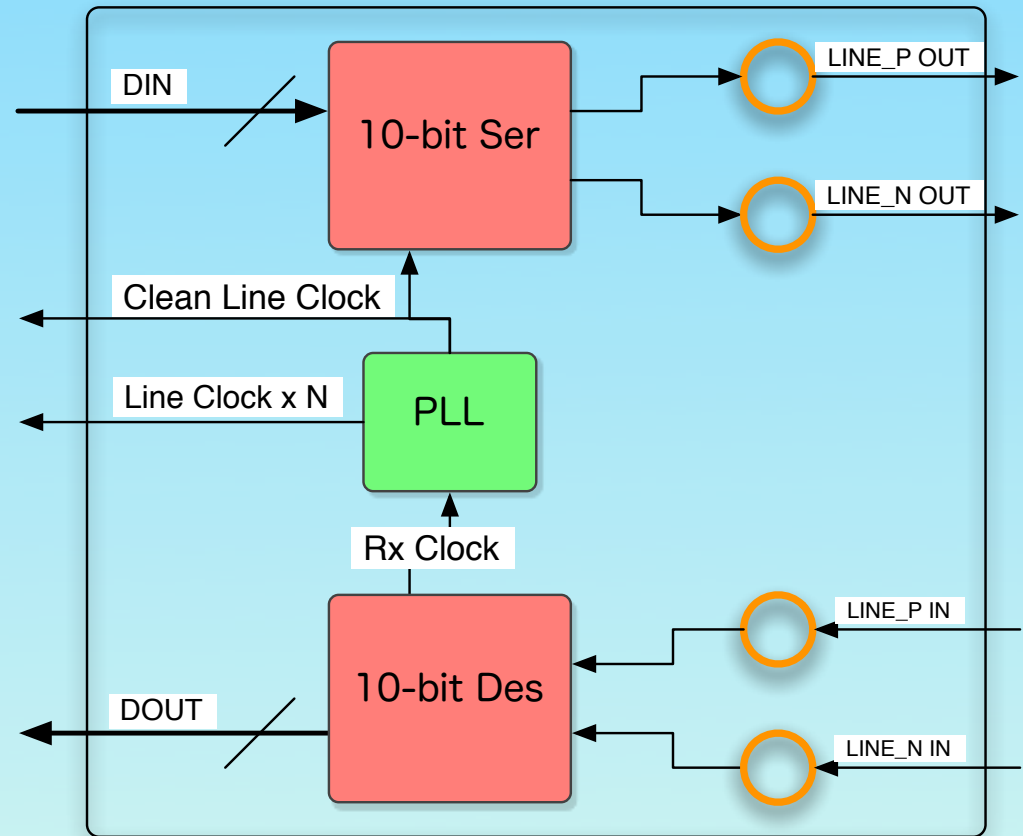 DIN
10-bit Ser
LINE_P OUT
LINE_N OUT
Clean Line Clock
Line Clock x N
PLL
Rx Clock
10-bit Des
LINE_P IN
DOUT
LINE_N IN